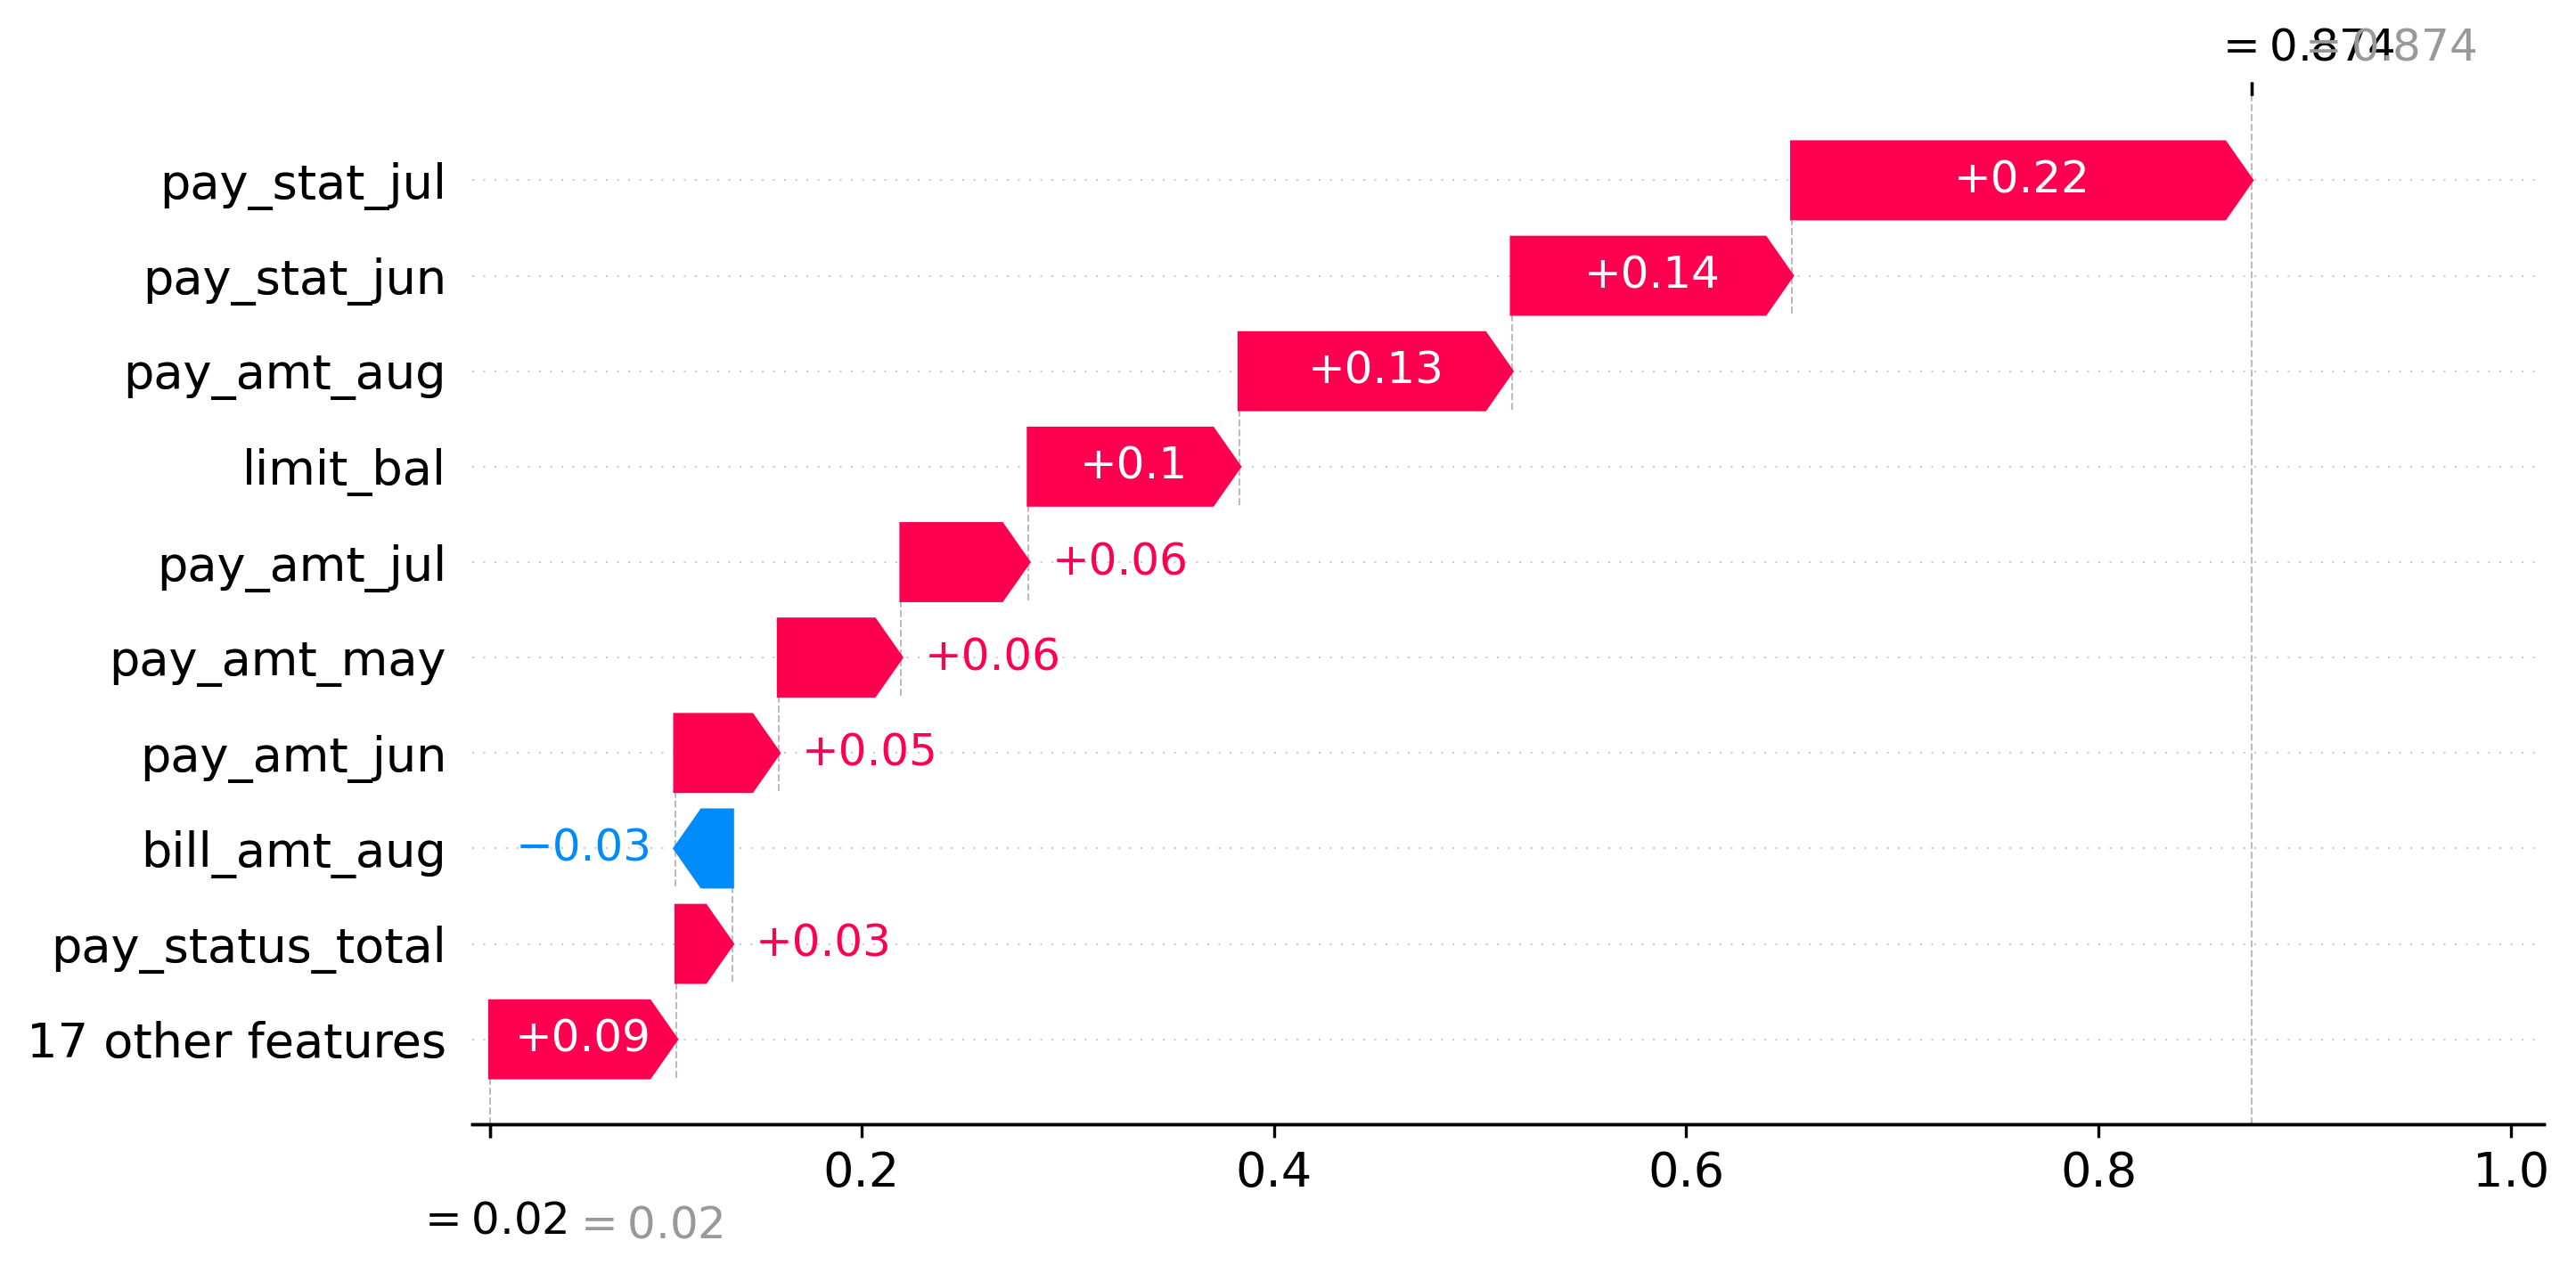 = 0.874 = 0.874
pay_stat_jul +0.22
pay_stat_jun +0.14
pay_amt_aug +0.13
limit_bal +0.1
pay_amt_jul +0.06
pay_amt_may +0.06
pay_amt_jun +0.05
bill_amt_aug −0.03
pay_status_total +0.03
17 other features +0.09
0.2 0.4 0.6 0.8 1.0
= 0.02 = 0.02